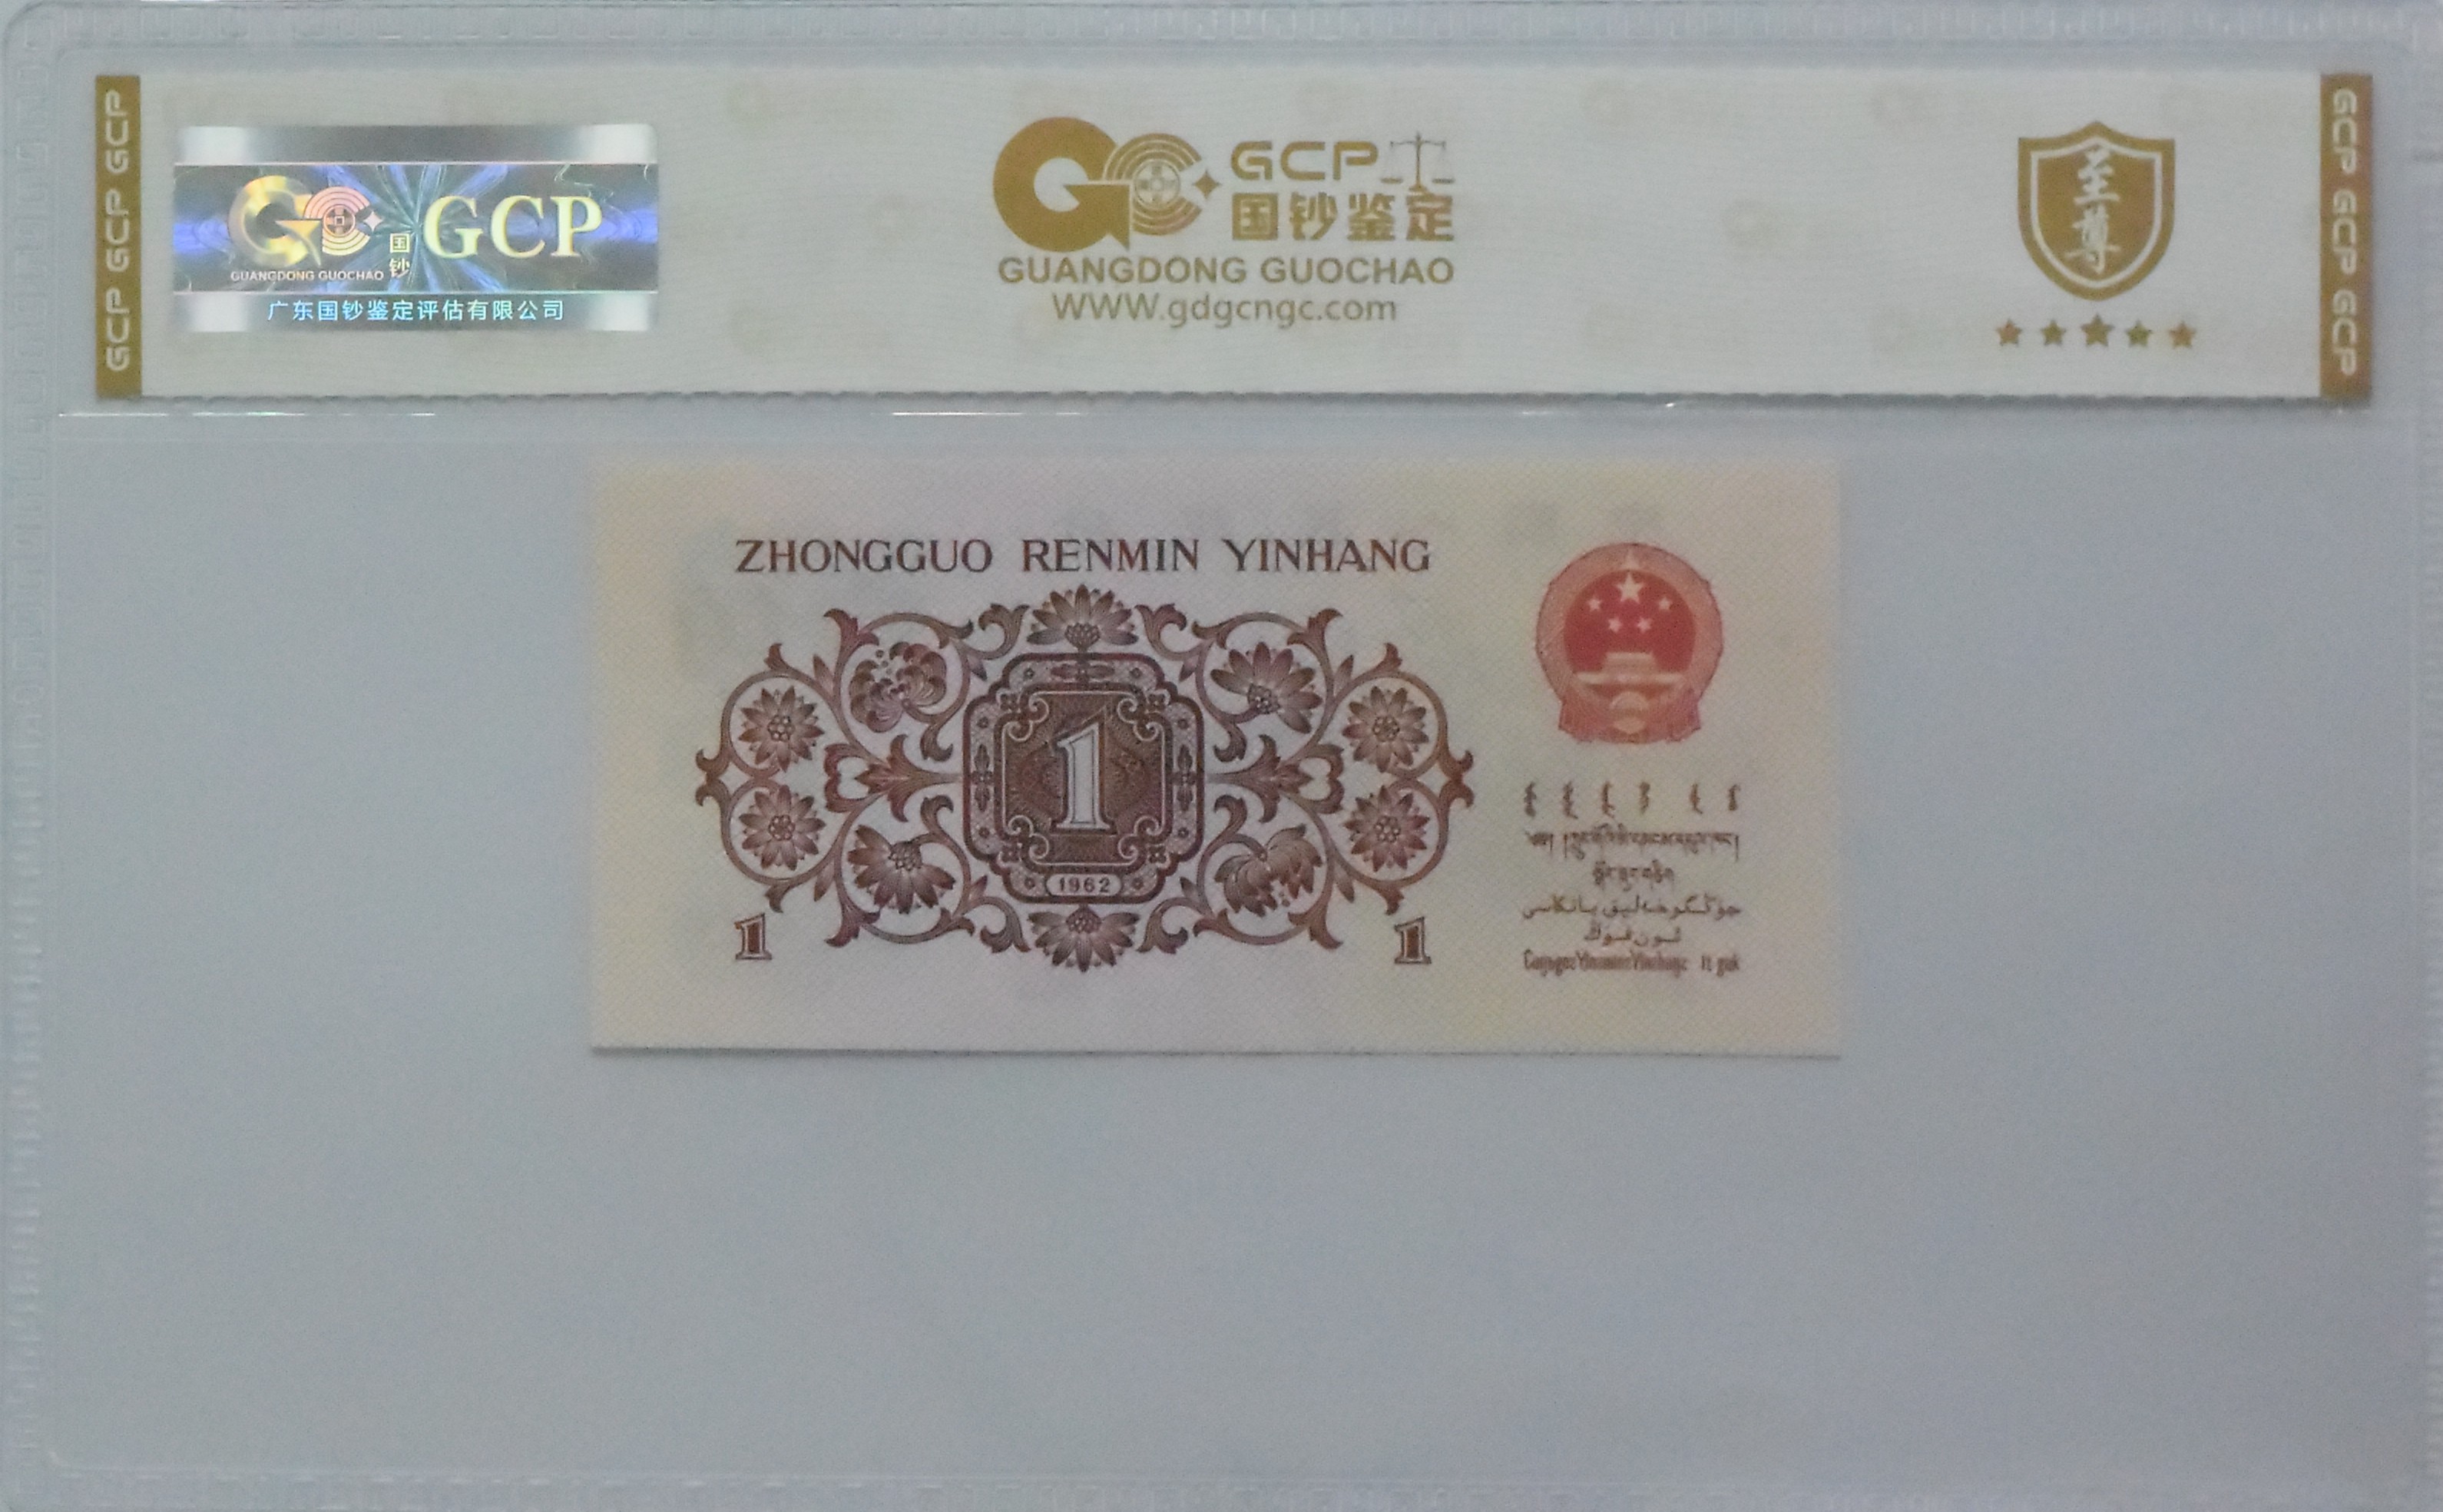 GCP GCP GCP
GUANGDONG GUOCHAO
国钞
GCP
广东国钞鉴定评估有限公司
GCP
国钞鉴定
GUANGDONG GUOCHAO
WWW.gdgcngc.com
至尊
GCP GCP GCP
ZHONGGUO RENMIN YINHANG
1
1962
1
1